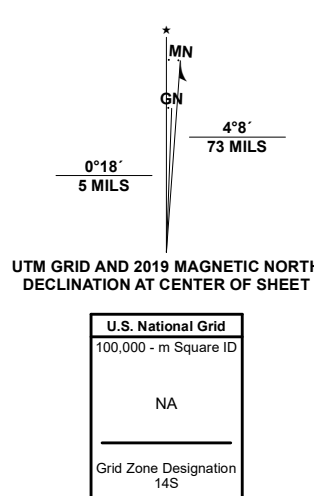 ★
MN
GN
4°8´
73 MILS
0°18´
5 MILS
UTM GRID AND 2019 MAGNETIC NORTH
DECLINATION AT CENTER OF SHEET
U.S. National Grid
100,000 - m Square ID
NA
Grid Zone Designation
14S